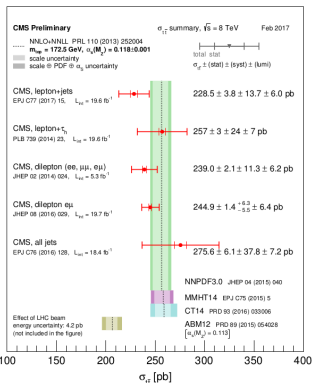 CMS Preliminary
σtt̄ summary, √s = 8 TeV
Feb 2017
NNLO+NNLL PRL 110 (2013) 252004
mtop = 172.5 GeV, αs(MZ) = 0.118±0.001
scale uncertainty
scale ⊕ PDF ⊕ αs uncertainty
total stat
σtt̄ ± (stat) ± (syst) ± (lumi)
CMS, lepton+jets
EPJ C77 (2017) 15, Lint = 19.6 fb⁻¹
228.5 ± 3.8 ± 13.7 ± 6.0 pb
CMS, lepton+τh
PLB 739 (2014) 23, Lint = 19.6 fb⁻¹
257 ± 3 ± 24 ± 7 pb
CMS, dilepton (ee, μμ, eμ)
JHEP 02 (2014) 024, Lint = 5.3 fb⁻¹
239.0 ± 2.1 ± 11.3 ± 6.2 pb
CMS, dilepton eμ
JHEP 08 (2016) 029, Lint = 19.7 fb⁻¹
244.9 ± 1.4 +6.3 −5.5 ± 6.4 pb
CMS, all jets
EPJ C76 (2016) 128, Lint = 18.4 fb⁻¹
275.6 ± 6.1 ± 37.8 ± 7.2 pb
NNPDF3.0 JHEP 04 (2015) 040
MMHT14 EPJ C75 (2015) 5
CT14 PRD 93 (2016) 033006
ABM12 PRD 89 (2015) 054028
[αs(MZ) = 0.113]
Effect of LHC beam
energy uncertainty: 4.2 pb
(not included in the figure)
100 150 200 250 300 350 400
σtt̄ [pb]